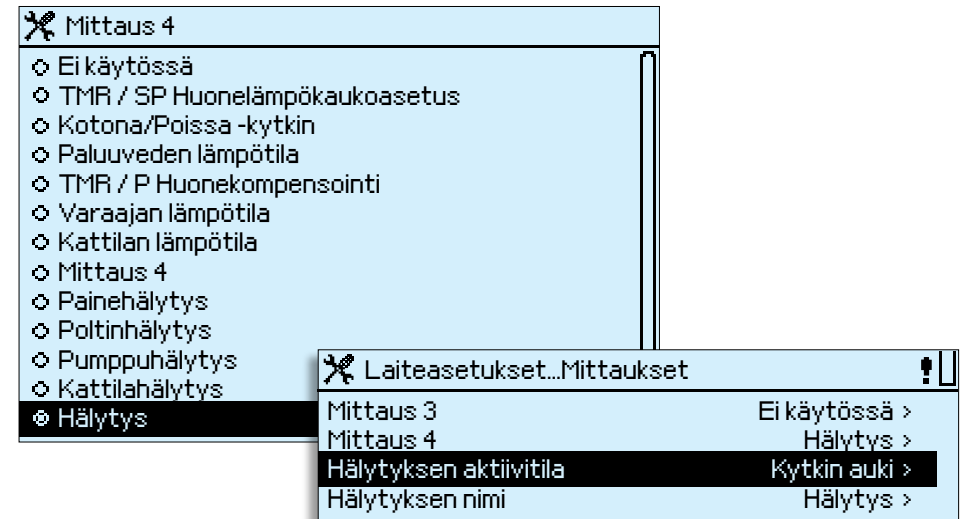 Mittaus 4
Ei käytössä
TMR / SP Huonelämpökaukoasetus
Kotona/Poissa -kytkin
Paluuveden lämpötila
TMR / P Huonekompensointi
Varaajan lämpötila
Kattilan lämpötila
Mittaus 4
Painehälytys
Poltinhälytys
Pumppuhälytys
Kattilahälytys
Hälytys
Laiteasetukset...Mittaukset
Mittaus 3 Ei käytössä >
Mittaus 4 Hälytys >
Hälytyksen aktiivitila Kytkin auki >
Hälytyksen nimi Hälytys >